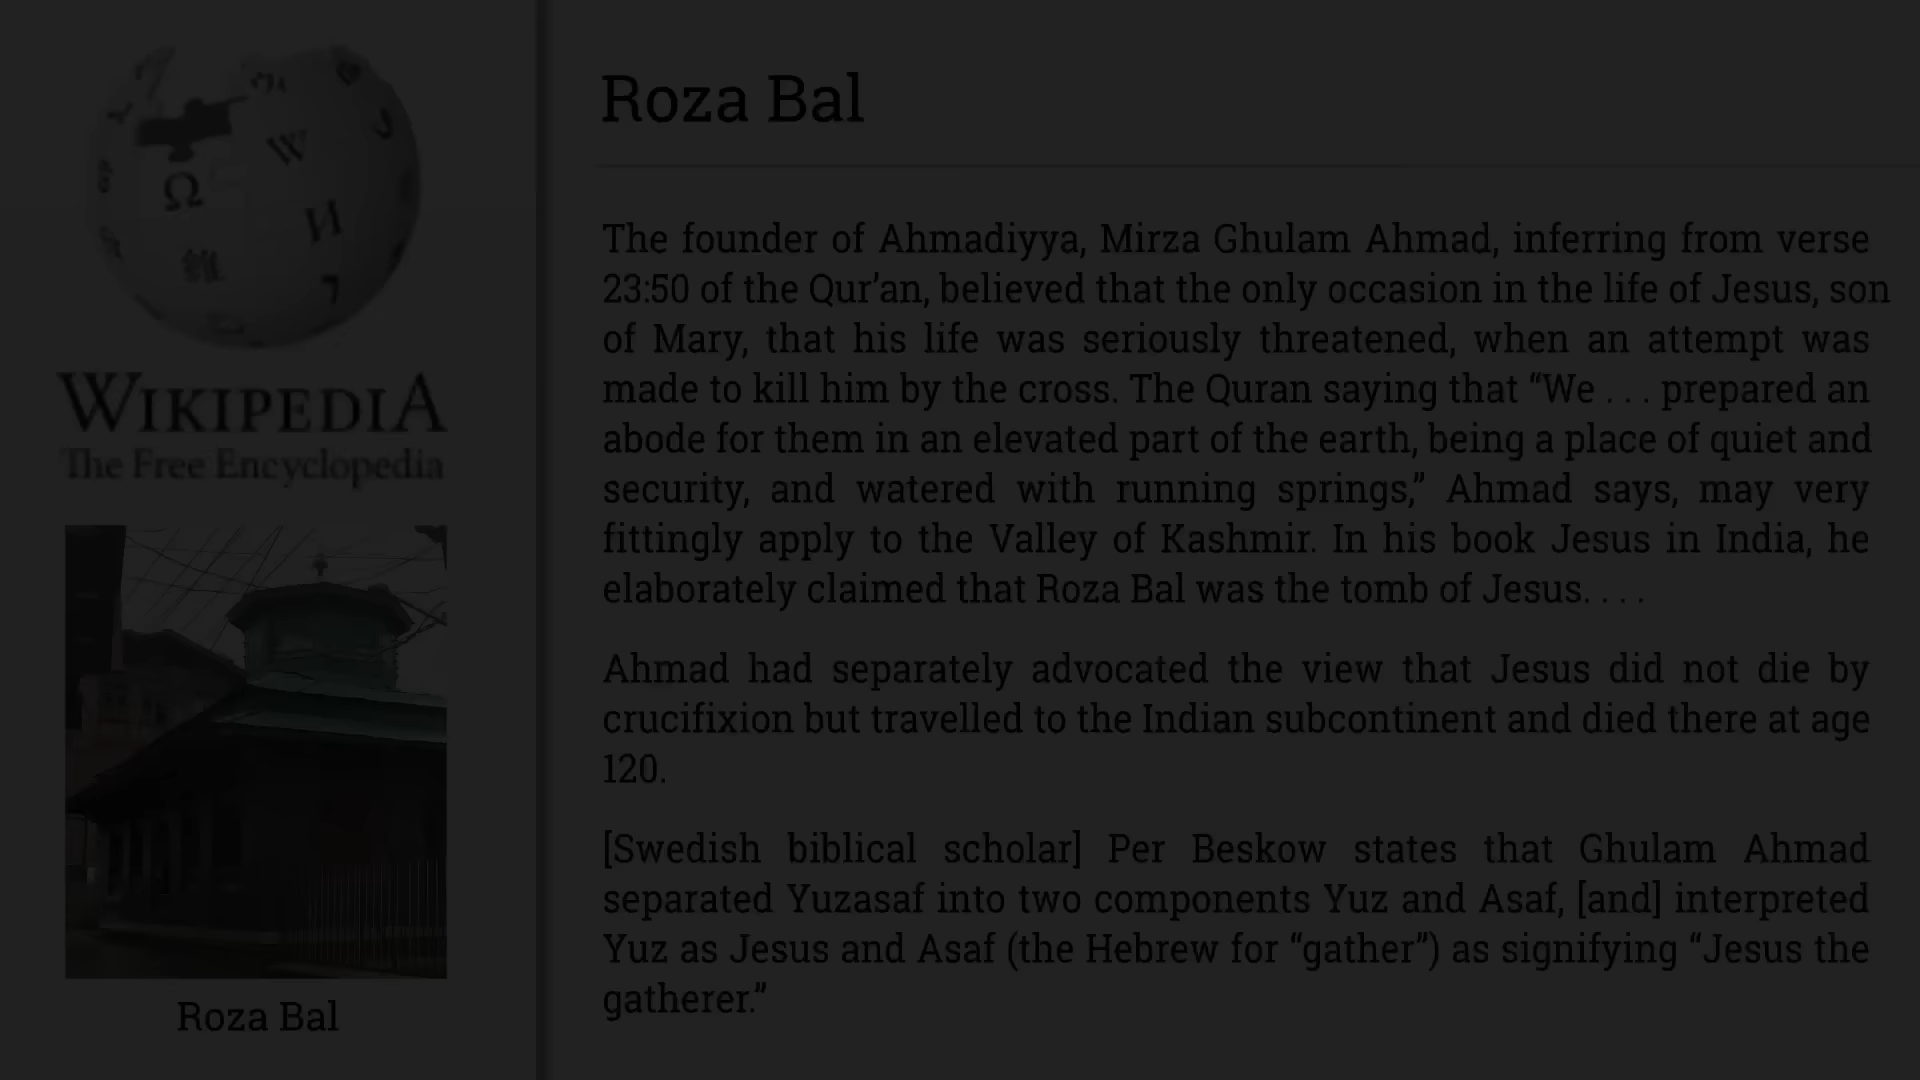 Ω
W
И
維
7
WIKIPEDIA
The Free Encyclopedia
Roza Bal
Roza Bal
The founder of Ahmadiyya, Mirza Ghulam Ahmad, inferring from verse
23:50 of the Qur’an, believed that the only occasion in the life of Jesus, son
of Mary, that his life was seriously threatened, when an attempt was
made to kill him by the cross. The Quran saying that “We . . . prepared an
abode for them in an elevated part of the earth, being a place of quiet and
security, and watered with running springs,” Ahmad says, may very
fittingly apply to the Valley of Kashmir. In his book Jesus in India, he
elaborately claimed that Roza Bal was the tomb of Jesus. . . .
Ahmad had separately advocated the view that Jesus did not die by
crucifixion but travelled to the Indian subcontinent and died there at age
120.
[Swedish biblical scholar] Per Beskow states that Ghulam Ahmad
separated Yuzasaf into two components Yuz and Asaf, [and] interpreted
Yuz as Jesus and Asaf (the Hebrew for “gather”) as signifying “Jesus the
gatherer.”